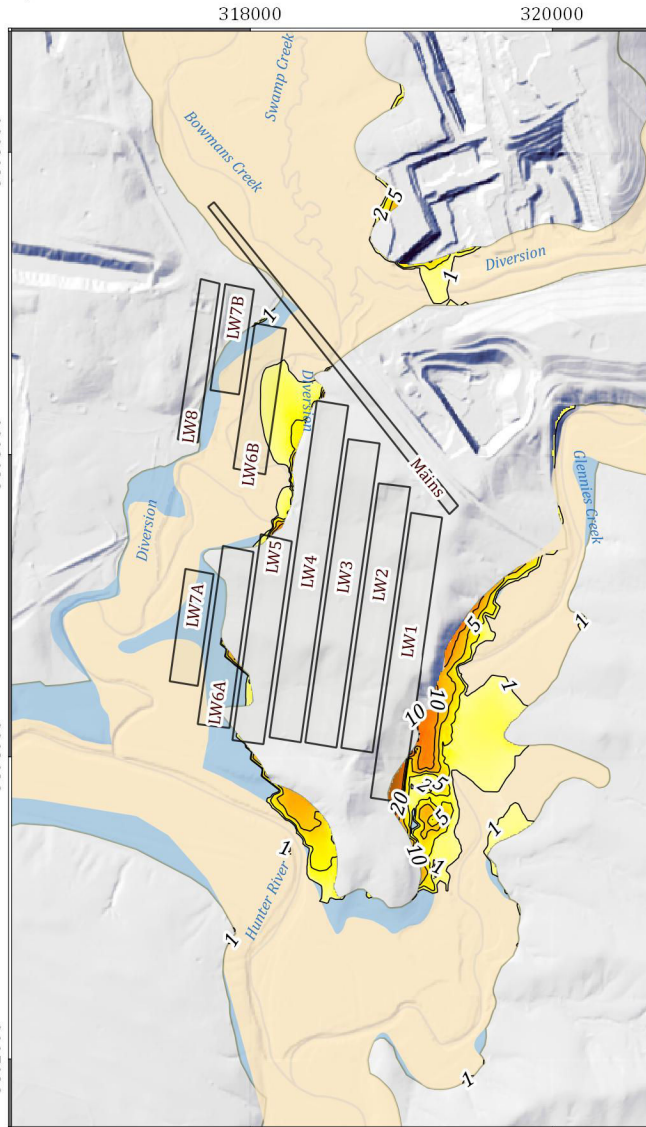 318000
320000
Swamp Creek
Bowmans Creek
2
5
Diversion
1
LW7B
1
LW8
LW6B
Diversion
Mains
Glennies Creek
Diversion
LW5
LW4
LW3
LW2
LW1
LW7A
5
1
LW6A
1
10
10
2
5
20
5
1
10
1
1
Hunter River
1
1